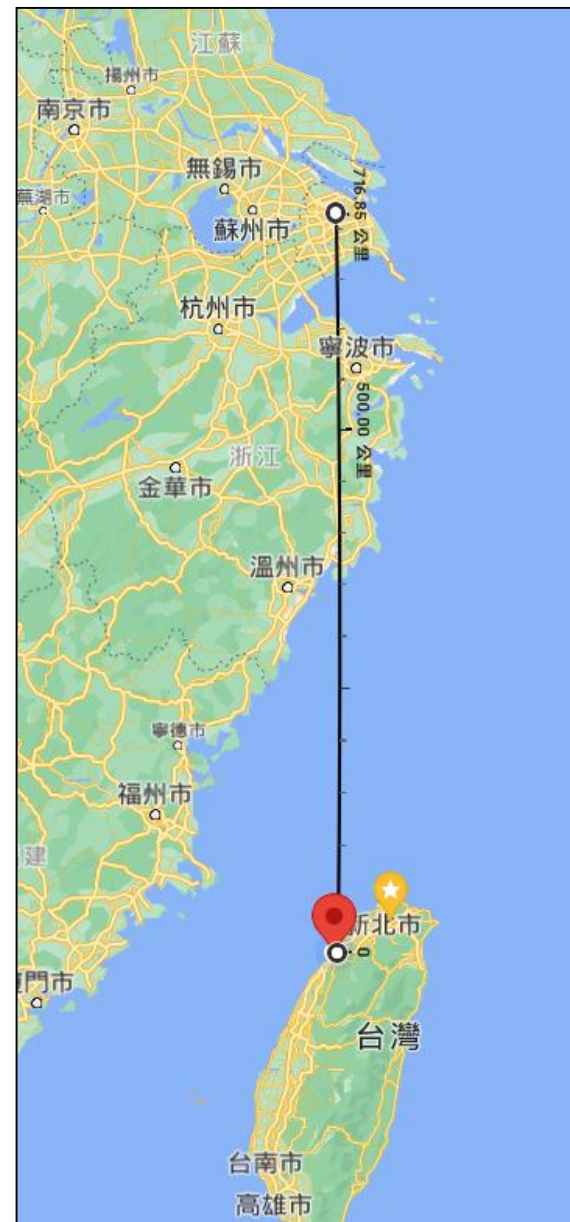 江蘇
揚州市
南京市
無錫市
716.85 公里
蕪湖市
蘇州市
杭州市
寧波市
500.00 公里
浙江
金華市
溫州市
寧德市
福州市
建
新北市
0
門市
台灣
台南市
高雄市